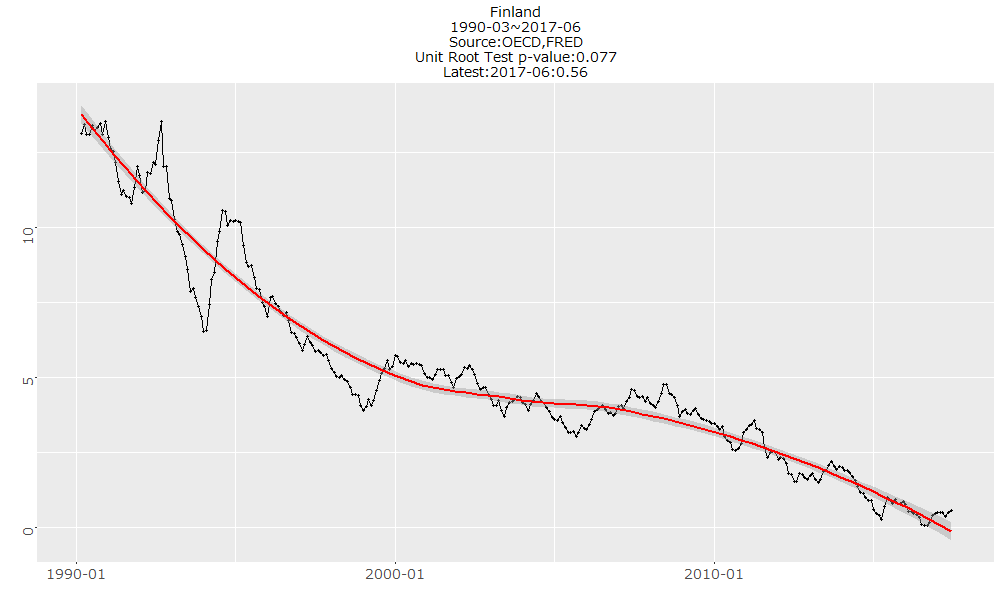 Finland
1990-03~2017-06
Source:OECD,FRED
Unit Root Test p-value:0.077
Latest:2017-06:0.56
10
5
0
1990-01
2000-01
2010-01